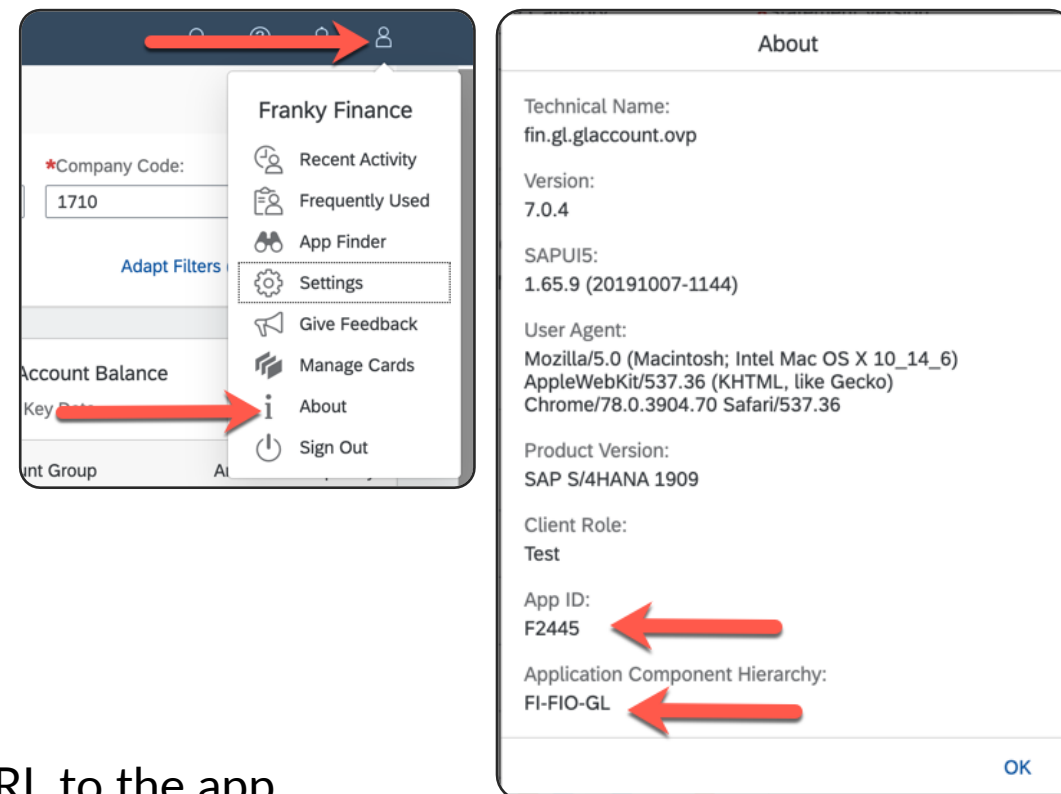 Franky Finance
Recent Activity
*Company Code:
1710
Frequently Used
App Finder
Adapt Filters
Settings
Give Feedback
Account Balance
Manage Cards
Key
About
Sign Out
Group
About
Technical Name:
fin.gl.glaccount.ovp
Version:
7.0.4
SAPUI5:
1.65.9 (20191007-1144)
User Agent:
Mozilla/5.0 (Macintosh; Intel Mac OS X 10_14_6)
AppleWebKit/537.36 (KHTML, like Gecko)
Chrome/78.0.3904.70 Safari/537.36
Product Version:
SAP S/4HANA 1909
Client Role:
Test
App ID:
F2445
Application Component Hierarchy:
FI-FIO-GL
OK
to the app